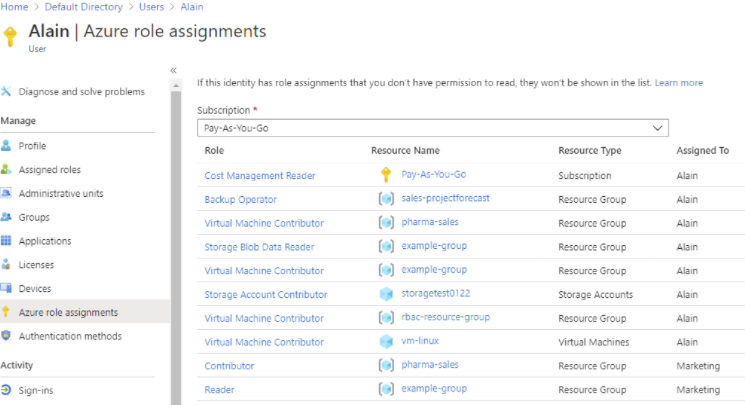 Home > Default Directory > Users > Alain
Alain | Azure role assignments
User
«
Diagnose and solve problems
Manage
Profile
Assigned roles
Administrative units
Groups
Applications
Licenses
Devices
Azure role assignments
Authentication methods
Activity
Sign-ins
If this identity has role assignments that you don't have permission to read, they won't be shown in the list. Learn more
Subscription *
Pay-As-You-Go
Role Resource Name Resource Type Assigned To
Cost Management Reader Pay-As-You-Go Subscription Alain
Backup Operator sales-projectforecast Resource Group Alain
Virtual Machine Contributor pharma-sales Resource Group Alain
Storage Blob Data Reader example-group Resource Group Alain
Virtual Machine Contributor example-group Resource Group Alain
Storage Account Contributor storagetest0122 Storage Accounts Alain
Virtual Machine Contributor rbac-resource-group Resource Group Alain
Virtual Machine Contributor vm-linux Virtual Machines Alain
Contributor pharma-sales Resource Group Marketing
Reader example-group Resource Group Marketing